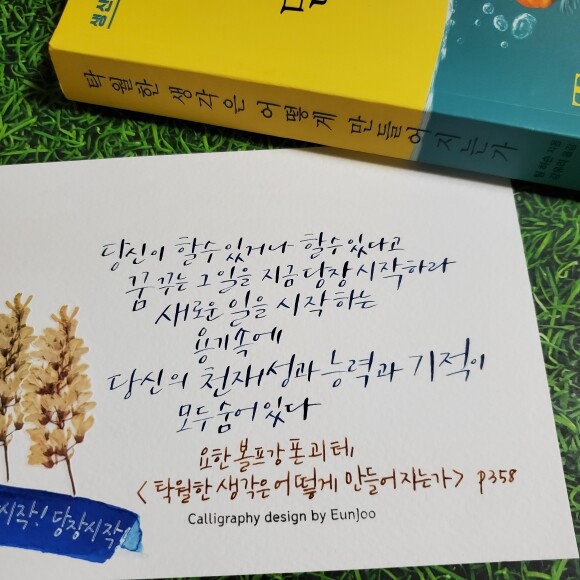 생산
탁월한 생각은 어떻게 만들어지는가
당신이 할수있거나 할수있다고
꿈꾸는 그일을 지금 당장 시작하라
새로운 일을 시작하는
용기속에
당신의 천재성과 능력과 기적이
모두 숨어있다
요한 볼프강 폰 괴테,
<탁월한 생각은 어떻게 만들어지는가> p358
시작! 당장시작
Calligraphy design by EunJoo